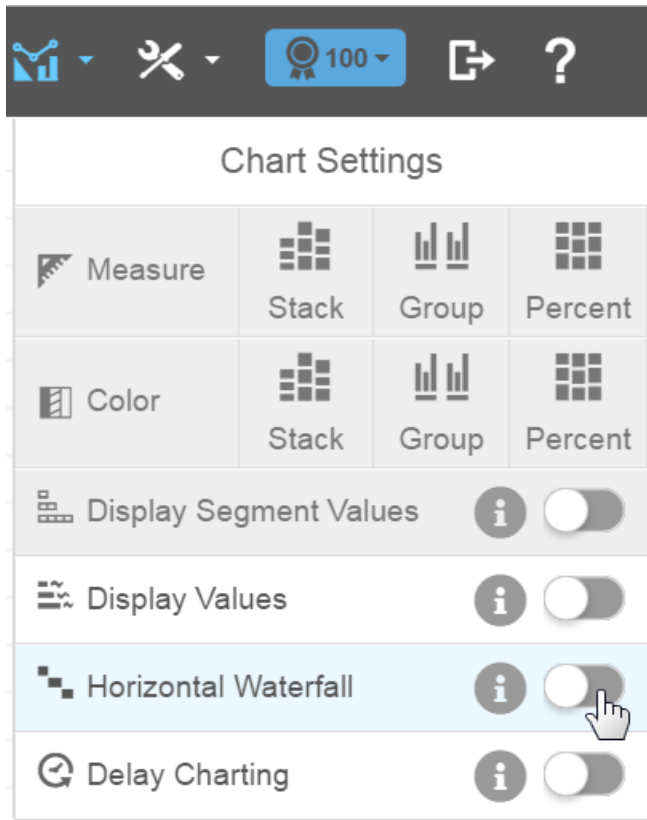 100
?
Chart Settings
Measure
Stack
Group
Percent
Color
Stack
Group
Percent
Display Segment Values
Display Values
Horizontal Waterfall
Delay Charting